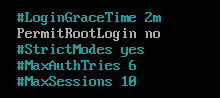 #LoginGraceTime 2m
PermitRootLogin no
#StrictModes yes
#MaxAuthTries 6
#MaxSessions 10